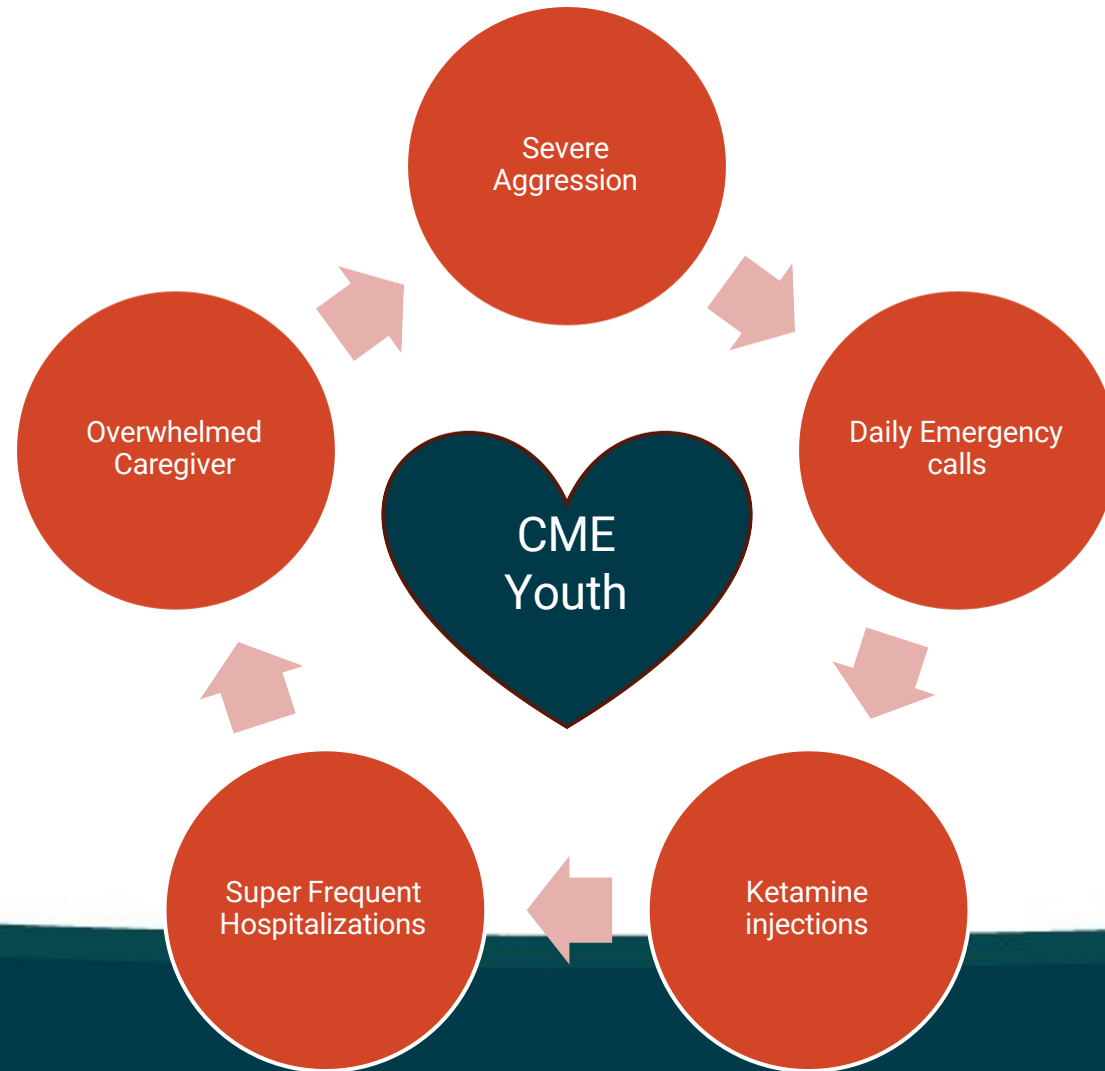 Severe
Aggression
Daily Emergency
calls
Ketamine
injections
Super Frequent
Hospitalizations
Overwhelmed
Caregiver
CME
Youth